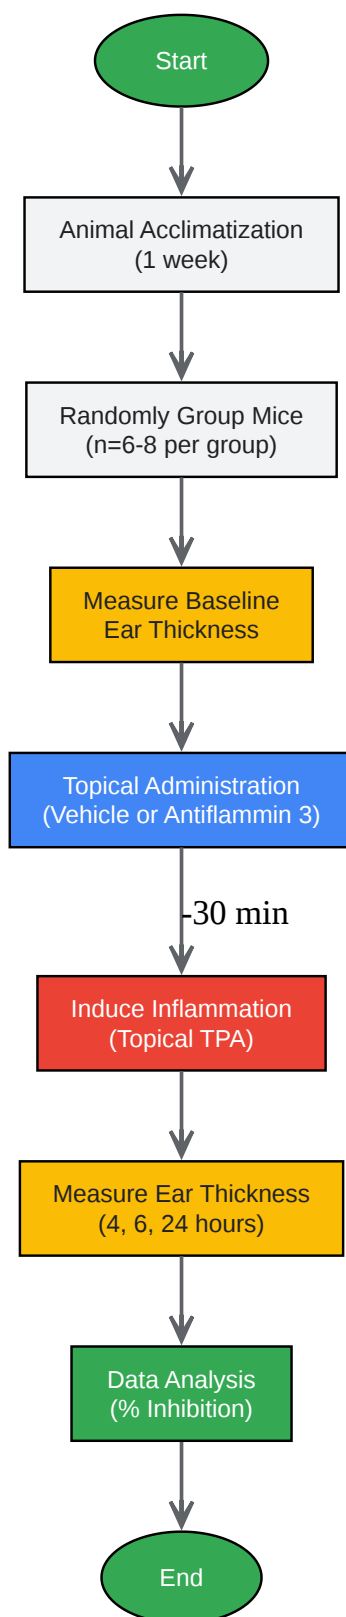 Start
Animal Acclimatization
(1 week)
Randomly Group Mice
(n=6-8 per group)
Measure Baseline
Ear Thickness
Topical Administration
(Vehicle or Antiflammin 3)
-30 min
Induce Inflammation
(Topical TPA)
Measure Ear Thickness
(4, 6, 24 hours)
Data Analysis
(% Inhibition)
End